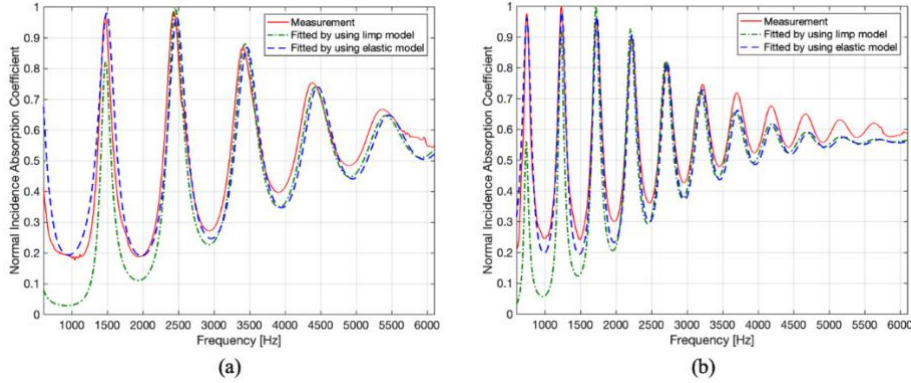 Normal Incidence Absorption Coefficient
1
0.9
0.8
0.7
0.6
0.5
0.4
0.3
0.2
0.1
0
Measurement
Fitted by using limp model
Fitted by using elastic model
1000 1500 2000 2500 3000 3500 4000 4500 5000 5500 6000
Frequency [Hz]
(a)
Normal Incidence Absorption Coefficient
1
0.9
0.8
0.7
0.6
0.5
0.4
0.3
0.2
0.1
0
Measurement
Fitted by using limp model
Fitted by using elastic model
1000 1500 2000 2500 3000 3500 4000 4500 5000 5500 6000
Frequency [Hz]
(b)